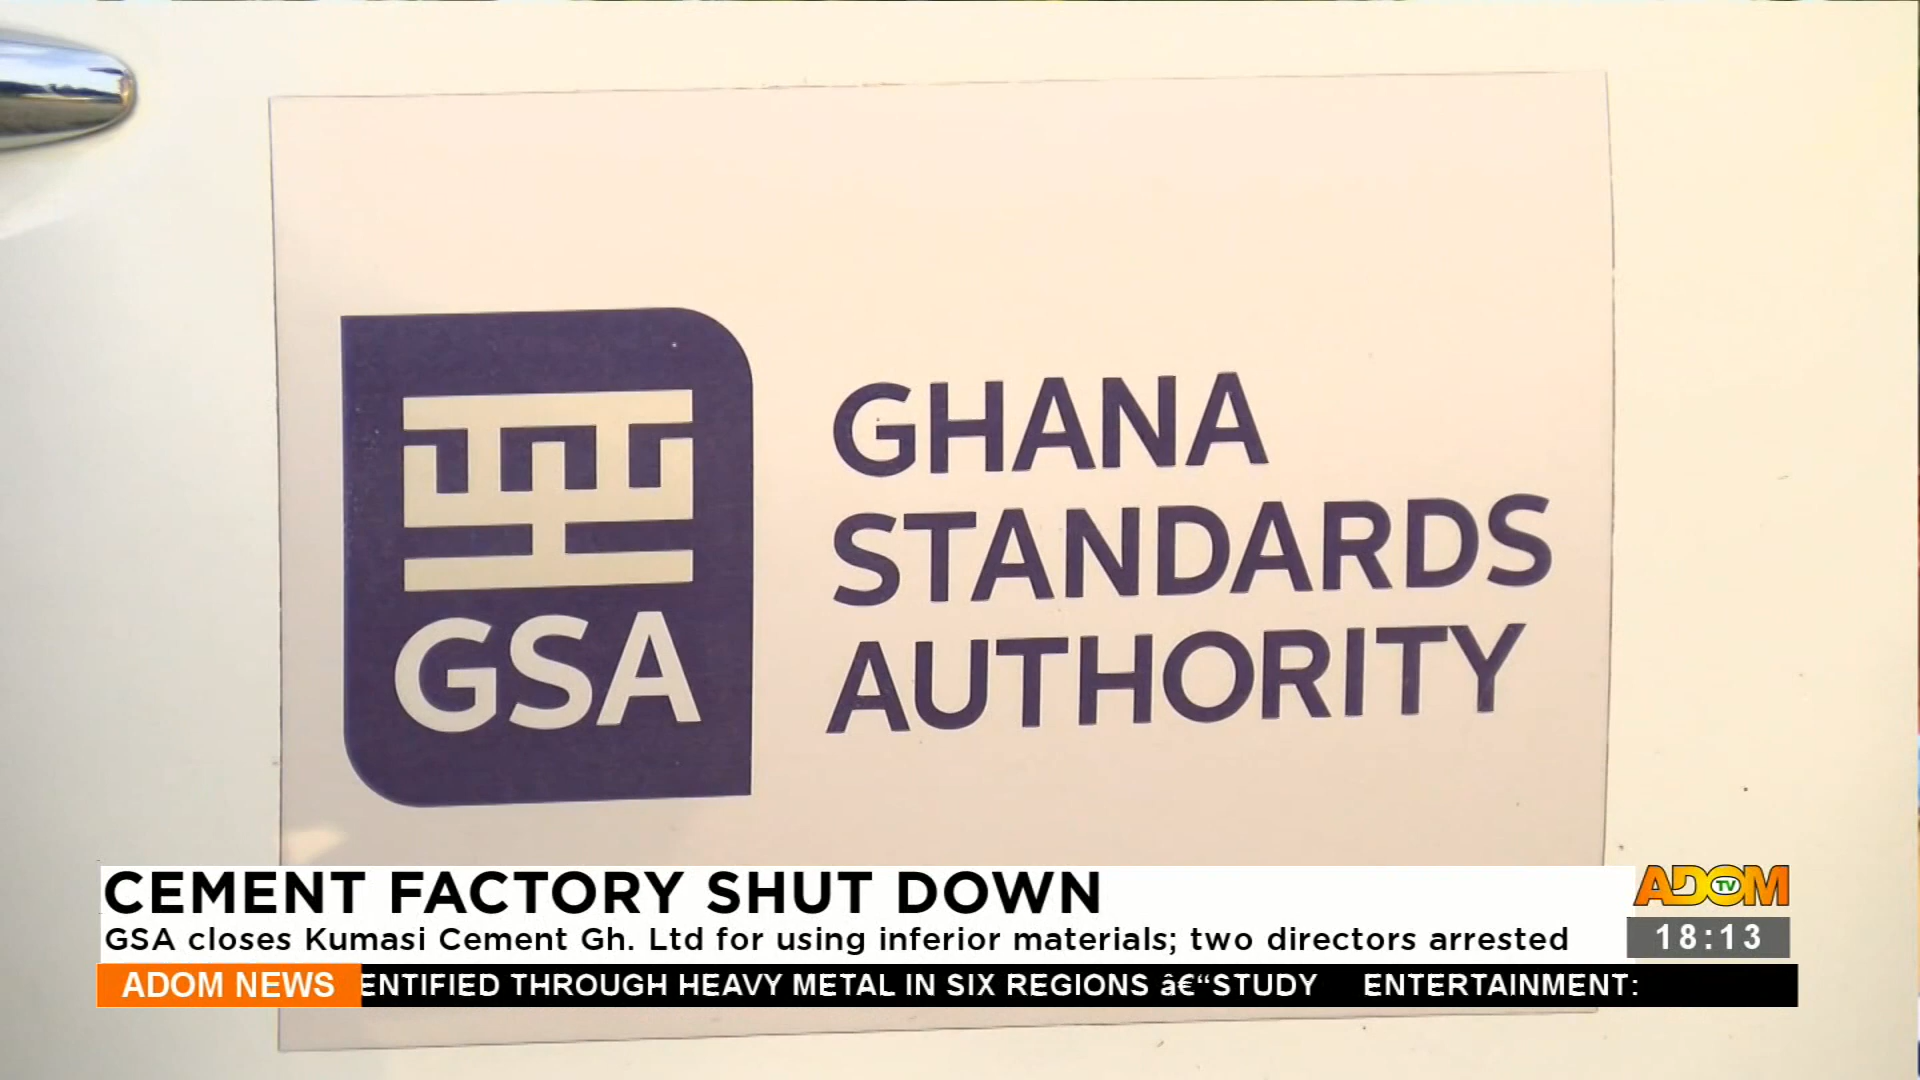 GSA
GHANA
STANDARDS
AUTHORITY
CEMENT FACTORY SHUT DOWN
GSA closes Kumasi Cement Gh. Ltd for using inferior materials; two directors arrested
ADOM TV
18:13
ADOM NEWS
ENTIFIED THROUGH HEAVY METAL IN SIX REGIONS â€“STUDY ENTERTAINMENT: